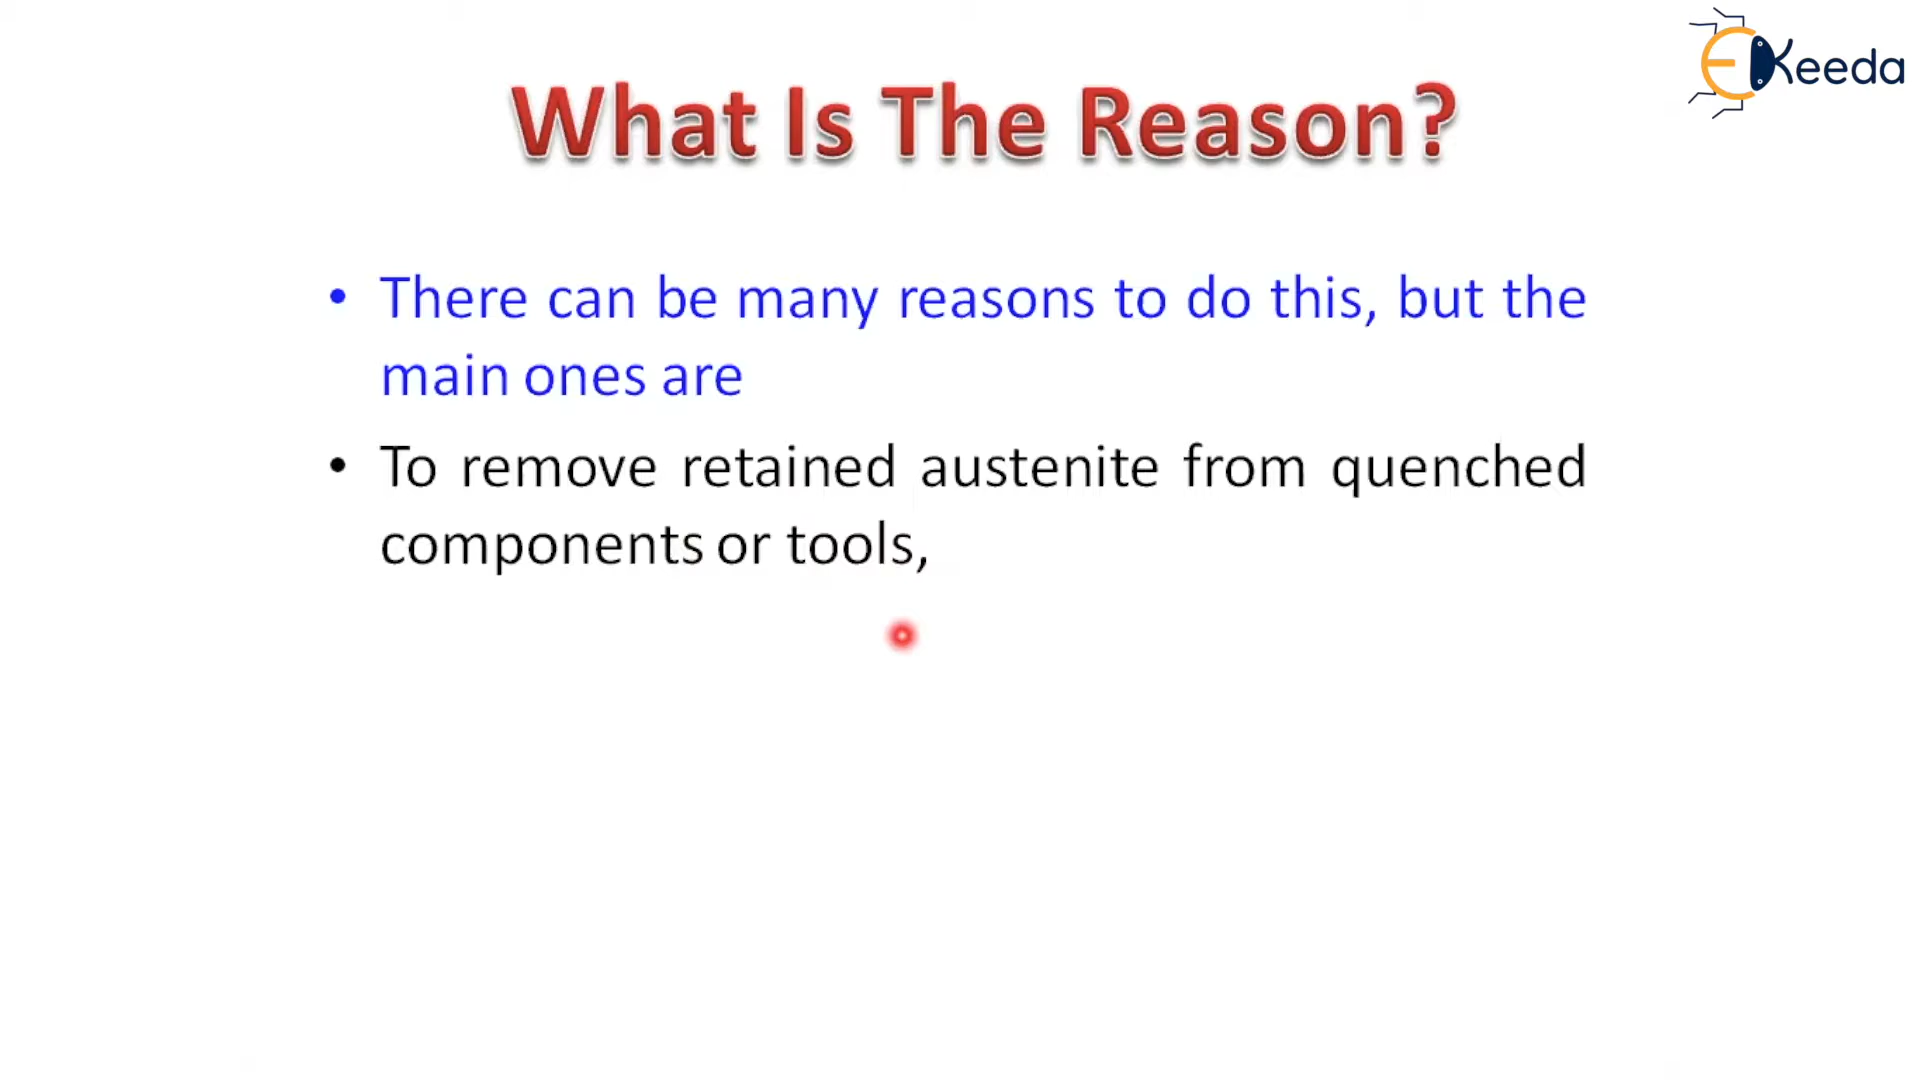 EKeeda
What Is The Reason?
• There can be many reasons to do this, but the
main ones are
• To remove retained austenite from quenched
components or tools,